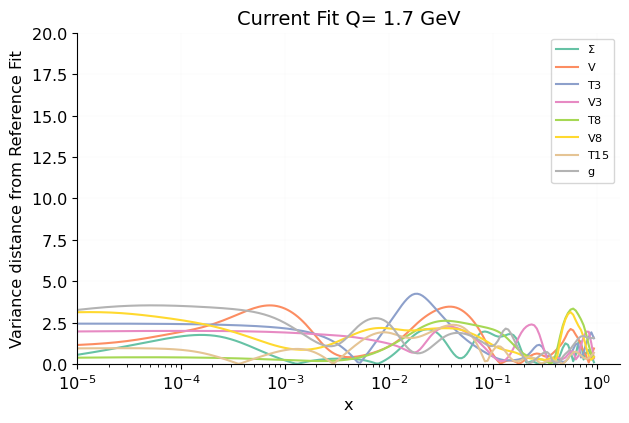 Current Fit Q= 1.7 GeV
Variance distance from Reference Fit
20.0
17.5
15.0
12.5
10.0
7.5
5.0
2.5
0.0
Σ
V
T3
V3
T8
V8
T15
g
10⁻⁵
10⁻⁴
10⁻³
10⁻²
10⁻¹
10⁰
x